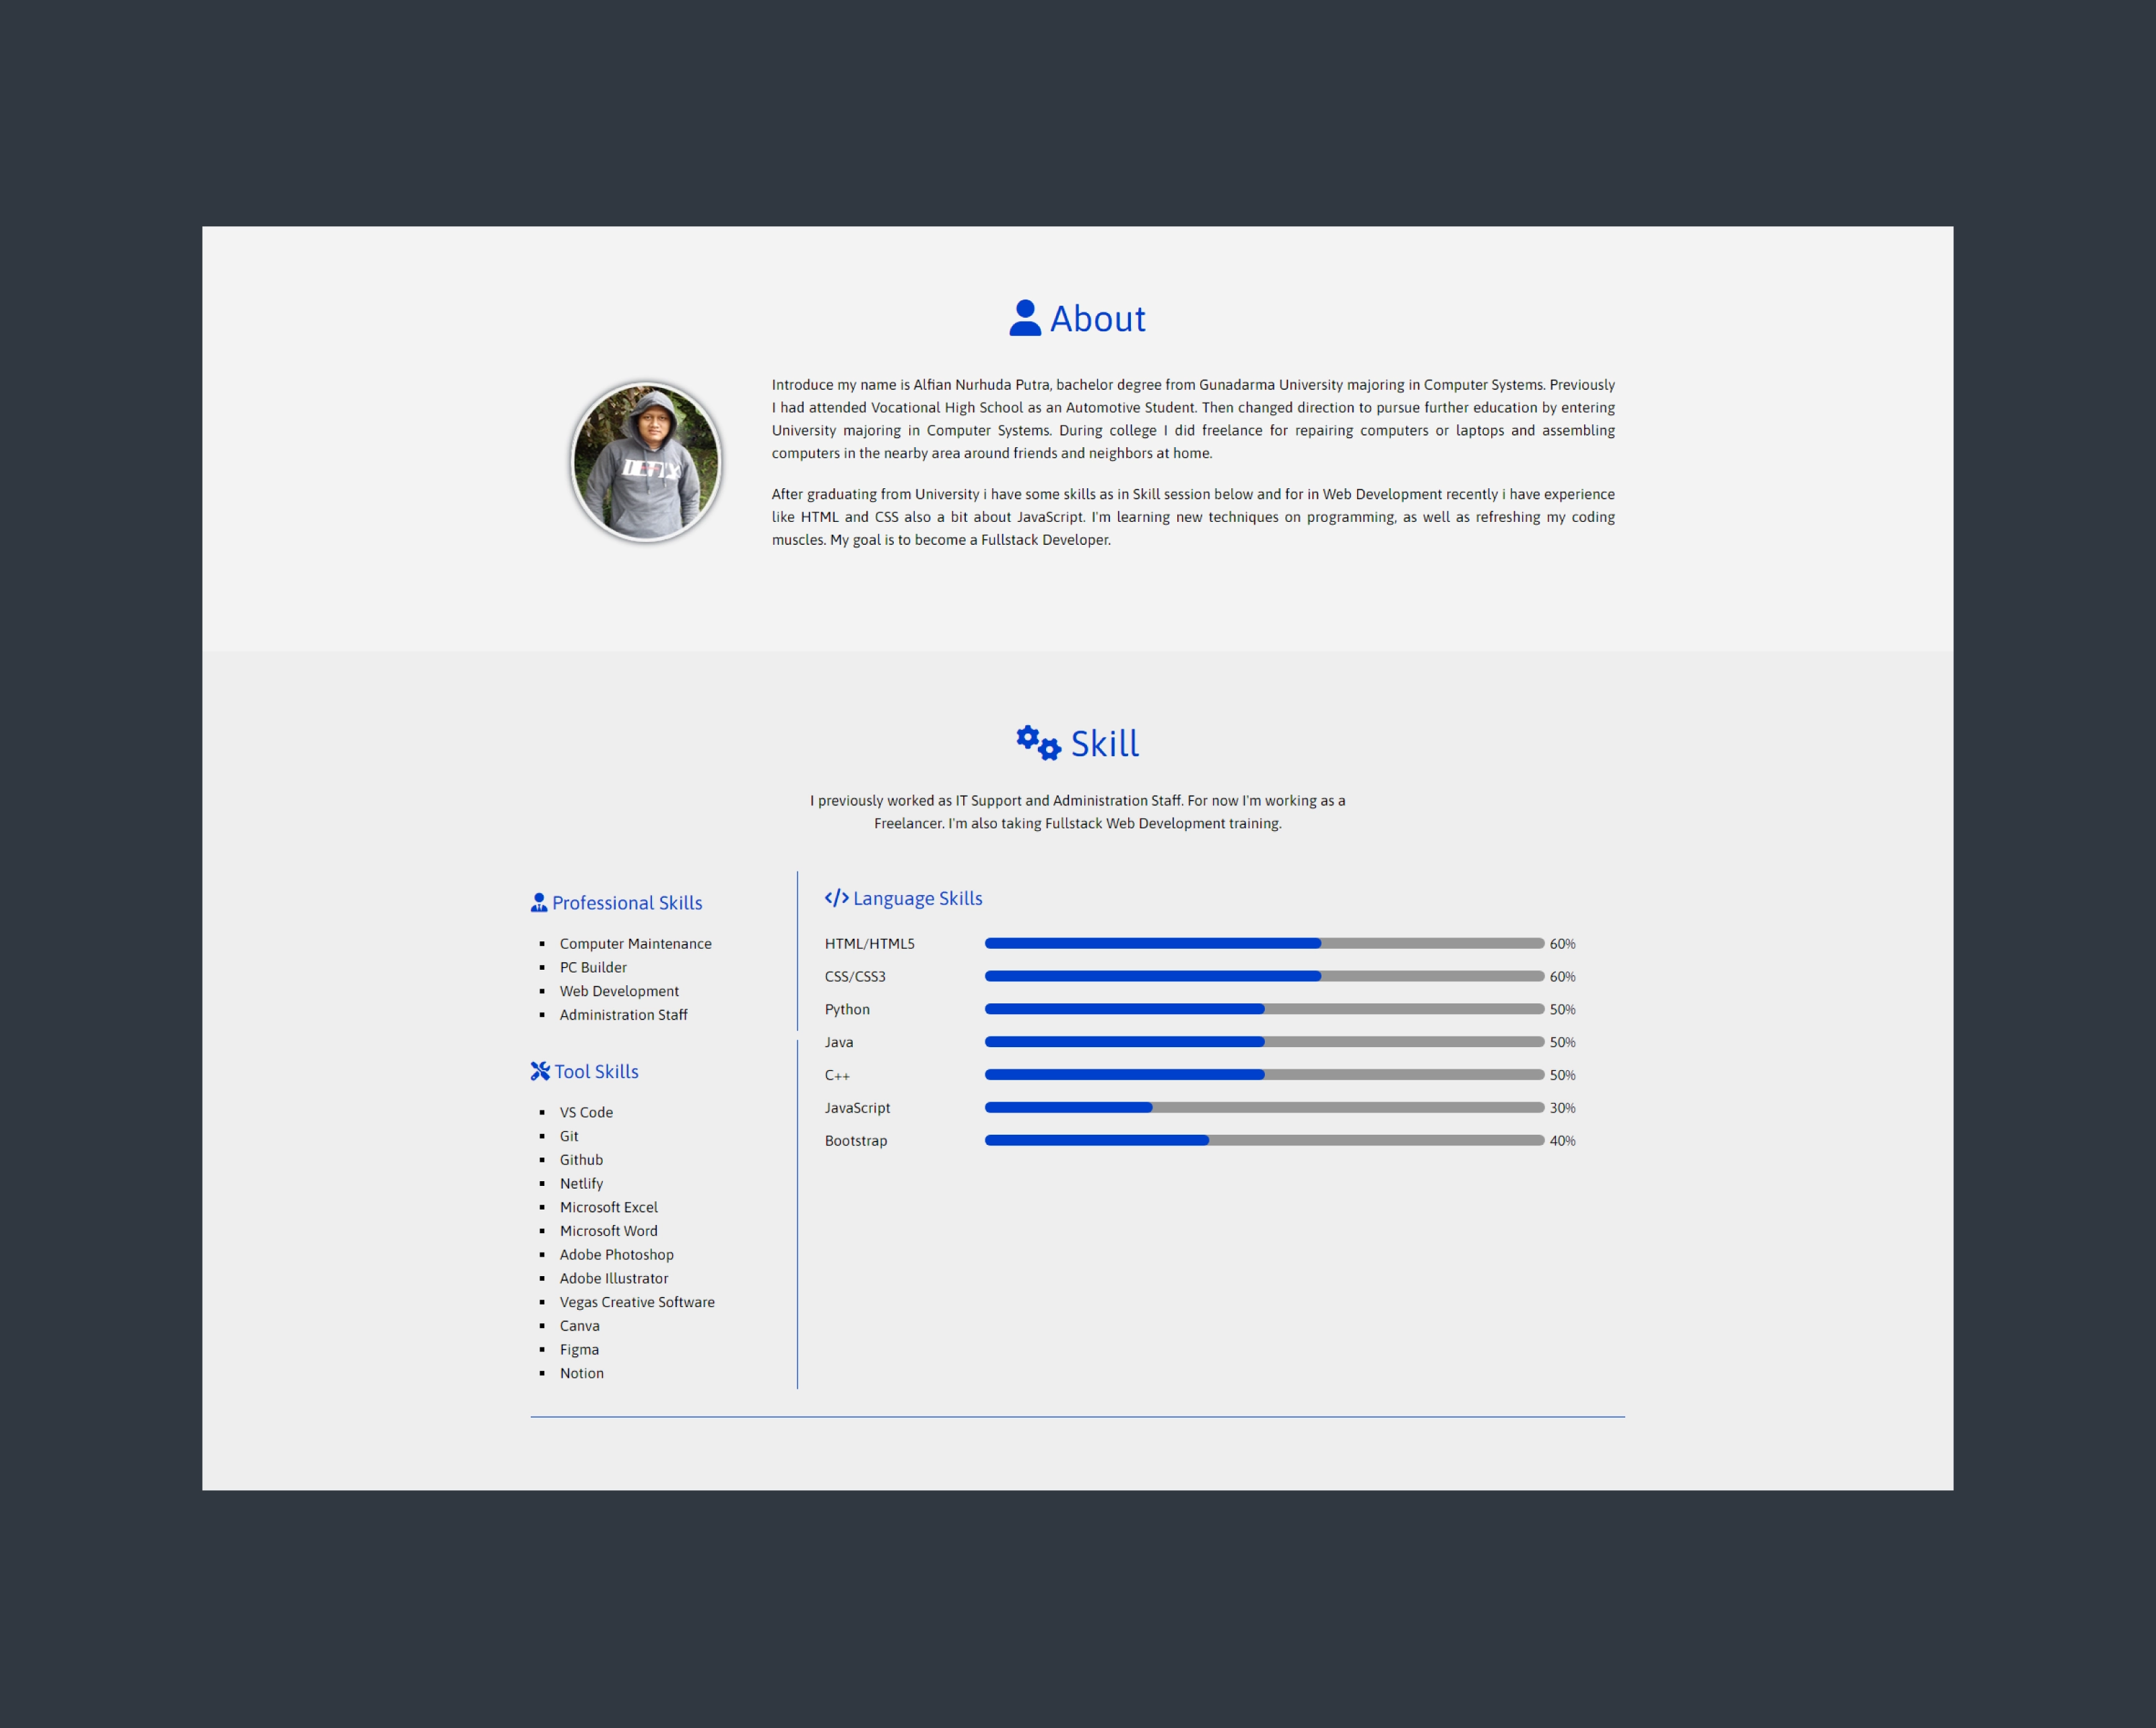 About
Introduce my name is Alfian Nurhuda Putra, bachelor degree from Gunadarma University majoring in Computer Systems. Previously
I had attended Vocational High School as an Automotive Student. Then changed direction to pursue further education by entering
University majoring in Computer Systems. During college I did freelance for repairing computers or laptops and assembling
computers in the nearby area around friends and neighbors at home.
After graduating from University i have some skills as in Skill session below and for in Web Development recently i have experience
like HTML and CSS also a bit about JavaScript. I'm learning new techniques on programming, as well as refreshing my coding
muscles. My goal is to become a Fullstack Developer.
Skill
I previously worked as IT Support and Administration Staff. For now I'm working as a
Freelancer. I'm also taking Fullstack Web Development training.
Professional Skills
Computer Maintenance
PC Builder
Web Development
Administration Staff
Tool Skills
VS Code
Git
Github
Netlify
Microsoft Excel
Microsoft Word
Adobe Photoshop
Adobe Illustrator
Vegas Creative Software
Canva
Figma
Notion
Language Skills
HTML/HTML5 60%
CSS/CSS3 60%
Python 50%
Java 50%
C++ 50%
JavaScript 30%
Bootstrap 40%